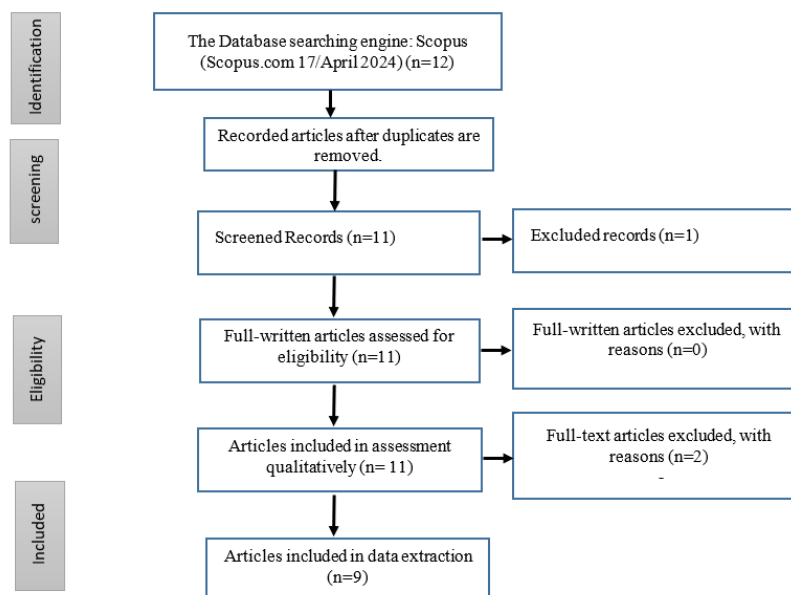 Identification
The Database searching engine: Scopus
(Scopus.com 17/April 2024) (n=12)
Recorded articles after duplicates are
removed.
screening
Screened Records (n=11)
Excluded records (n=1)
Eligibility
Full-written articles assessed for
eligibility (n=11)
Full-written articles excluded, with
reasons (n=0)
Articles included in assessment
qualitatively (n= 11)
Full-text articles excluded, with
reasons (n=2)
-
Included
Articles included in data extraction
(n=9)